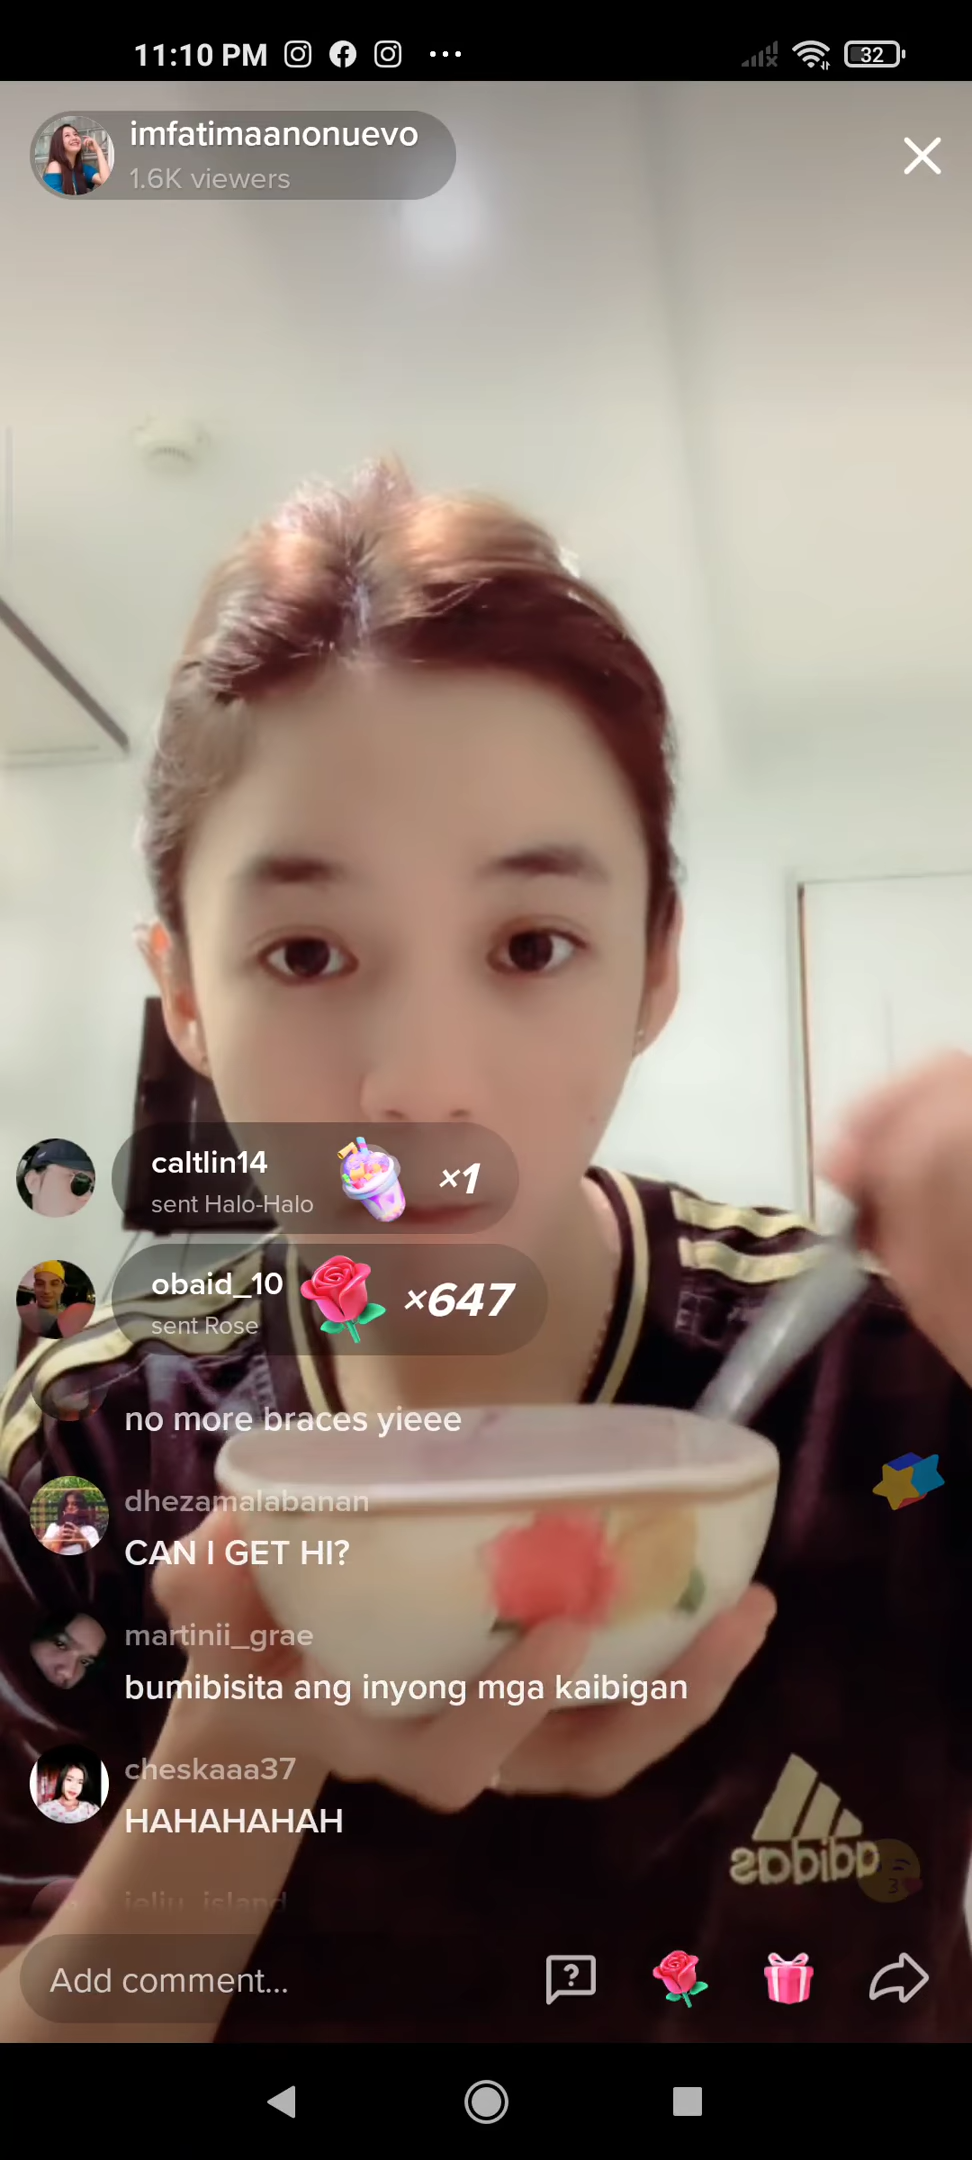 11:10 PM
32
imfatimaanonuevo
1.6K viewers
caltlin14
sent Halo-Halo
×1
obaid_10
sent Rose
×647
no more braces yieee
dhezamalabanan
CAN I GET HI?
martinii_grae
bumibisita ang inyong mga kaibigan
cheskaaa37
HAHAHAHAH
adidas
Add comment...